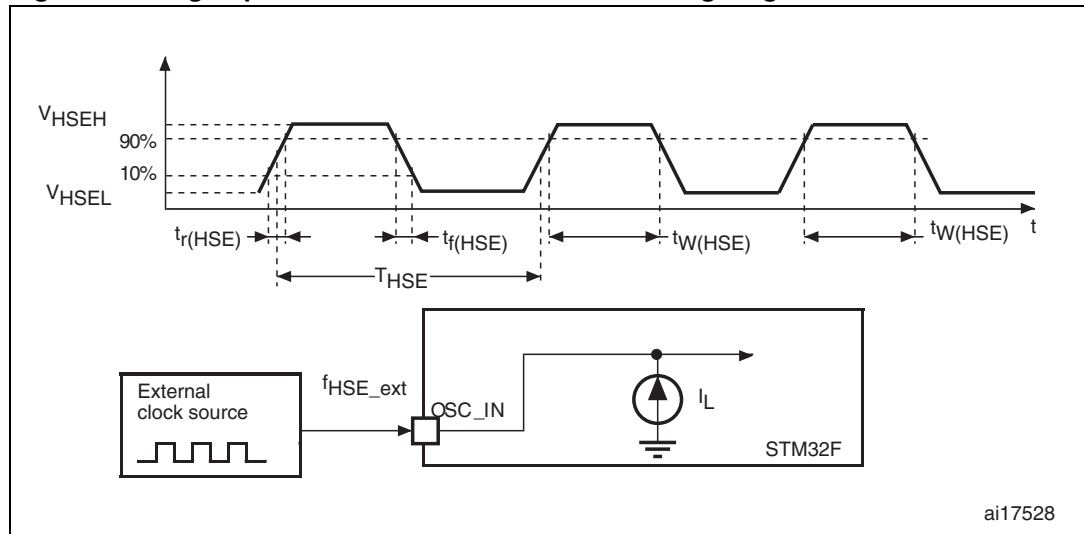 VHSEH
90%
10%
VHSEL
tr(HSE)
tf(HSE)
tW(HSE)
tW(HSE)
t
THSE
External
clock source
fHSE_ext
OSC_IN
IL
STM32F
ai17528